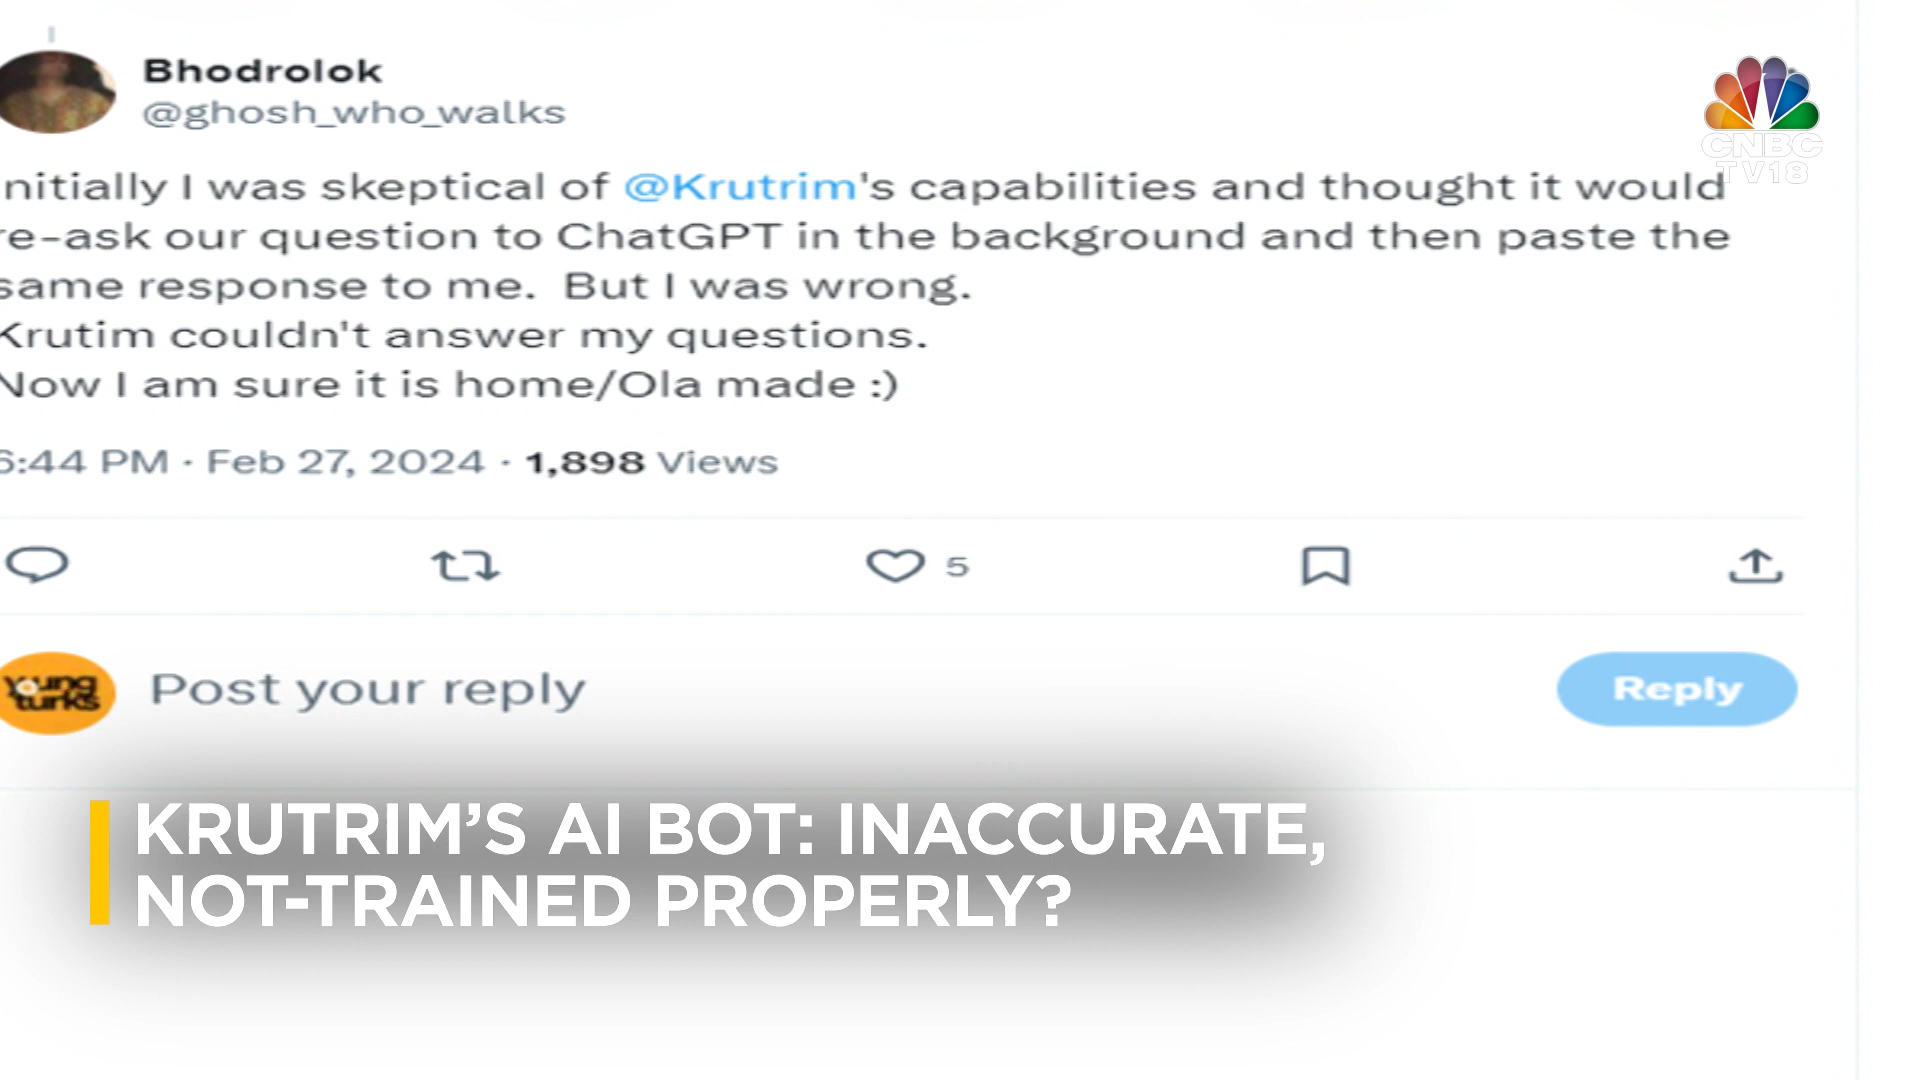 Bhodrolok
@ghosh_who_walks
CNBC
TV18
nitially I was skeptical of @Krutrim's capabilities and thought it would
re-ask our question to ChatGPT in the background and then paste the
same response to me. But I was wrong.
Krutim couldn't answer my questions.
Now I am sure it is home/Ola made :)
6:44 PM · Feb 27, 2024 · 1,898 Views
5
young
turks
Post your reply
Reply
KRUTRIM'S AI BOT: INACCURATE,
NOT-TRAINED PROPERLY?